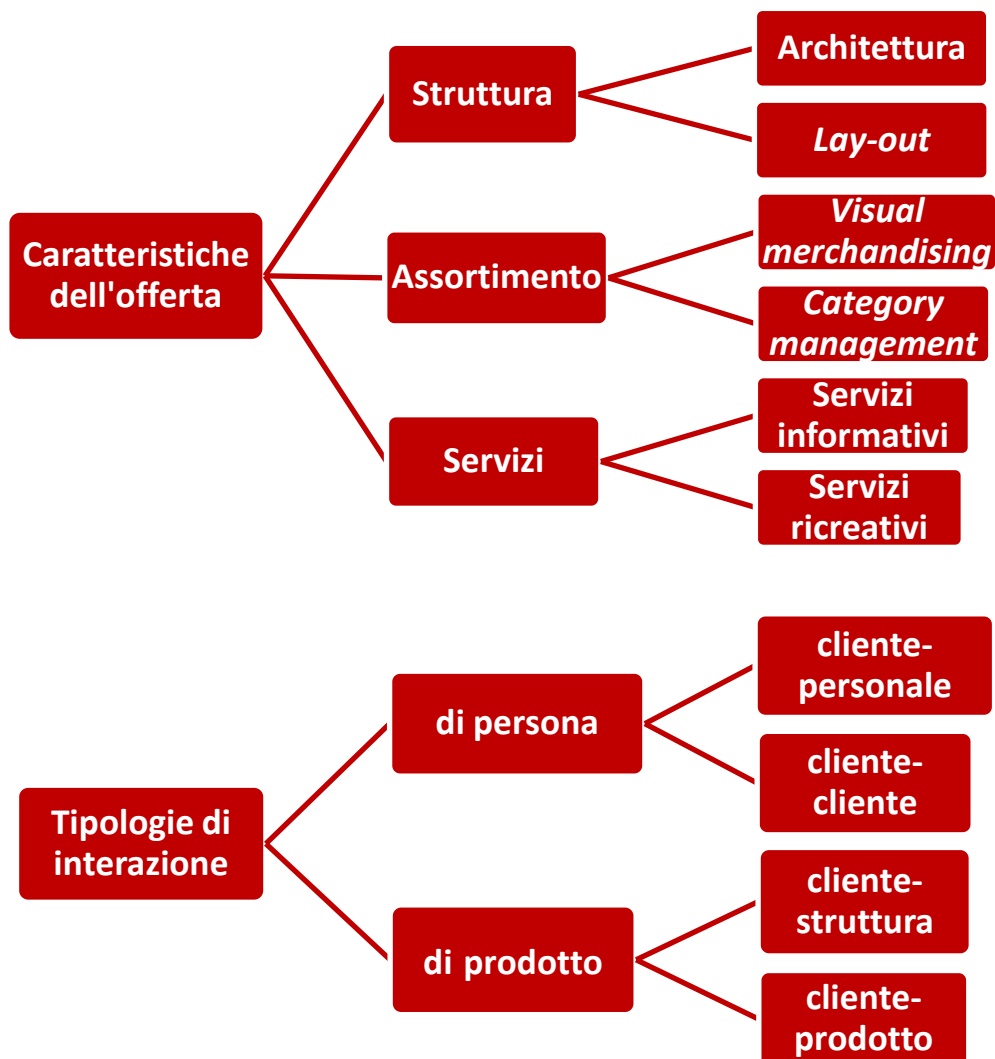 Caratteristiche
dell'offerta
Struttura
Architettura
Lay-out
Assortimento
Visual
merchandising
Category
management
Servizi
Servizi
informativi
Servizi
ricreativi
Tipologie di
interazione
di persona
cliente-
personale
cliente-
cliente
di prodotto
cliente-
struttura
cliente-
prodotto